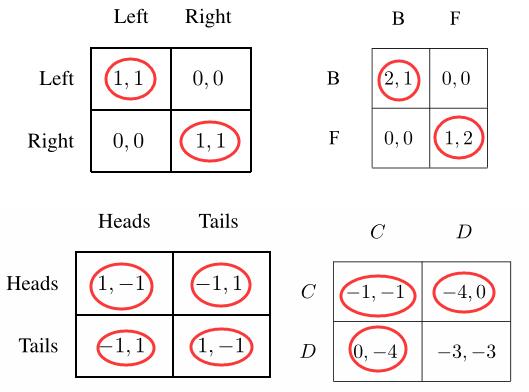 Left Right
Left 1, 1 0, 0
Right 0, 0 1, 1
B F
B 2, 1 0, 0
F 0, 0 1, 2
Heads Tails
Heads 1, −1 −1, 1
Tails −1, 1 1, −1
C D
C −1, −1 −4, 0
D 0, −4 −3, −3